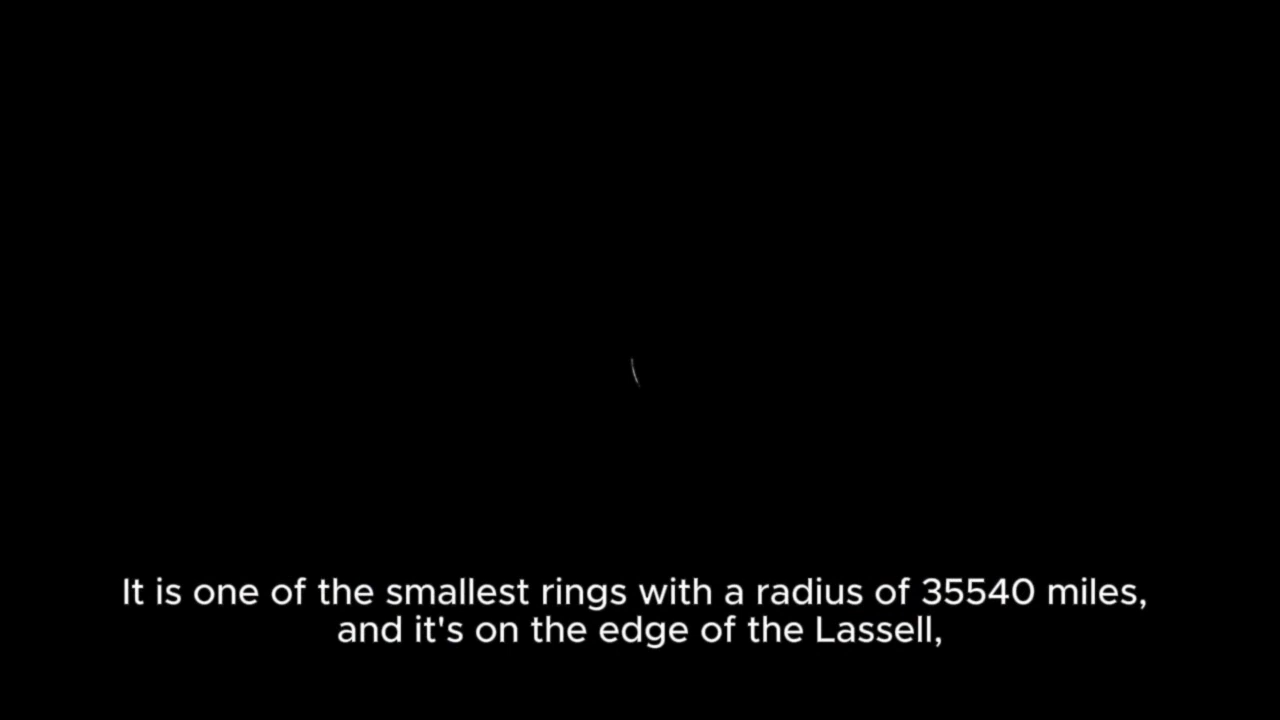 It is one of the smallest rings with a radius of 35540 miles,
and it's on the edge of the Lassell,